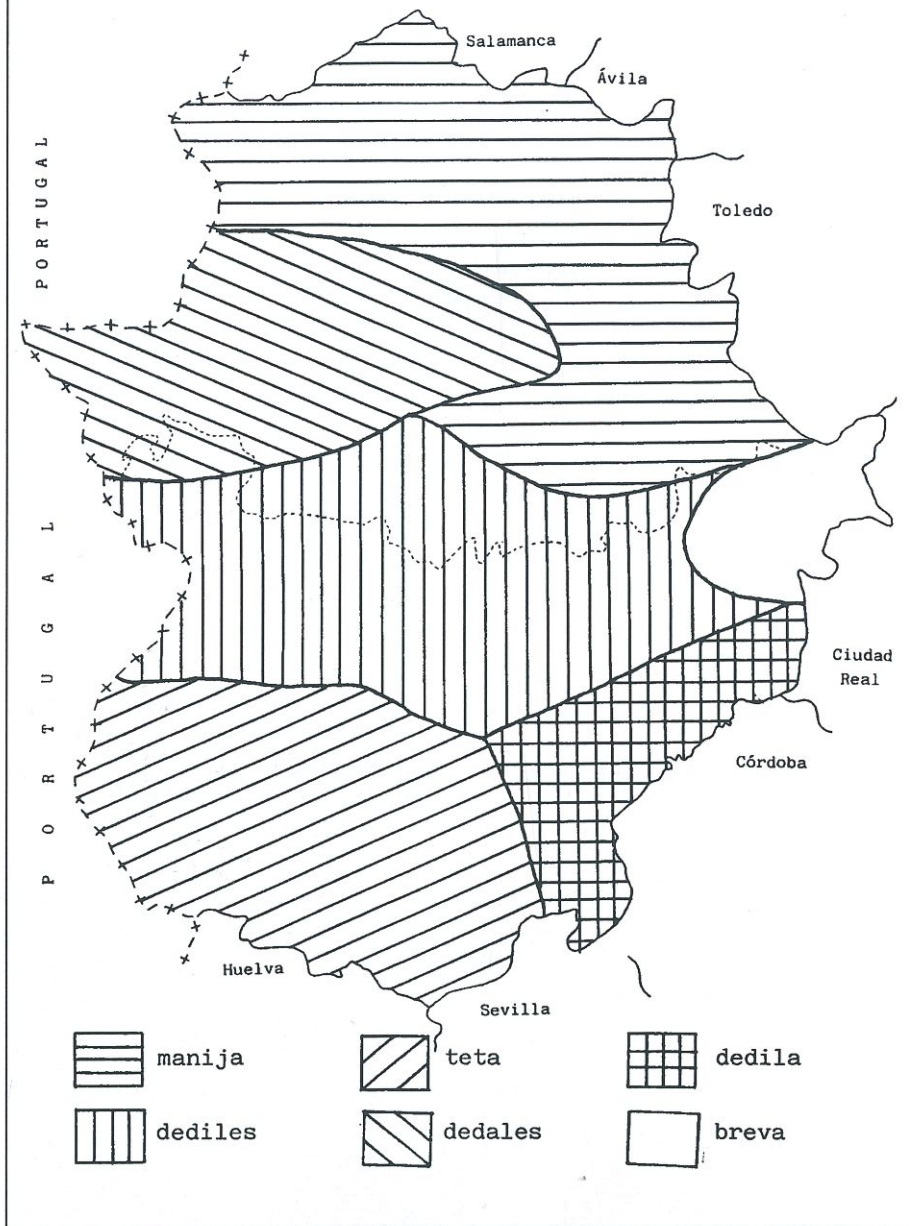 Salamanca
Ávila
PORTUGAL
Toledo
PORTUGAL
Ciudad
Real
Córdoba
Huelva
Sevilla
manija
teta
dedila
dediles
dedales
breva